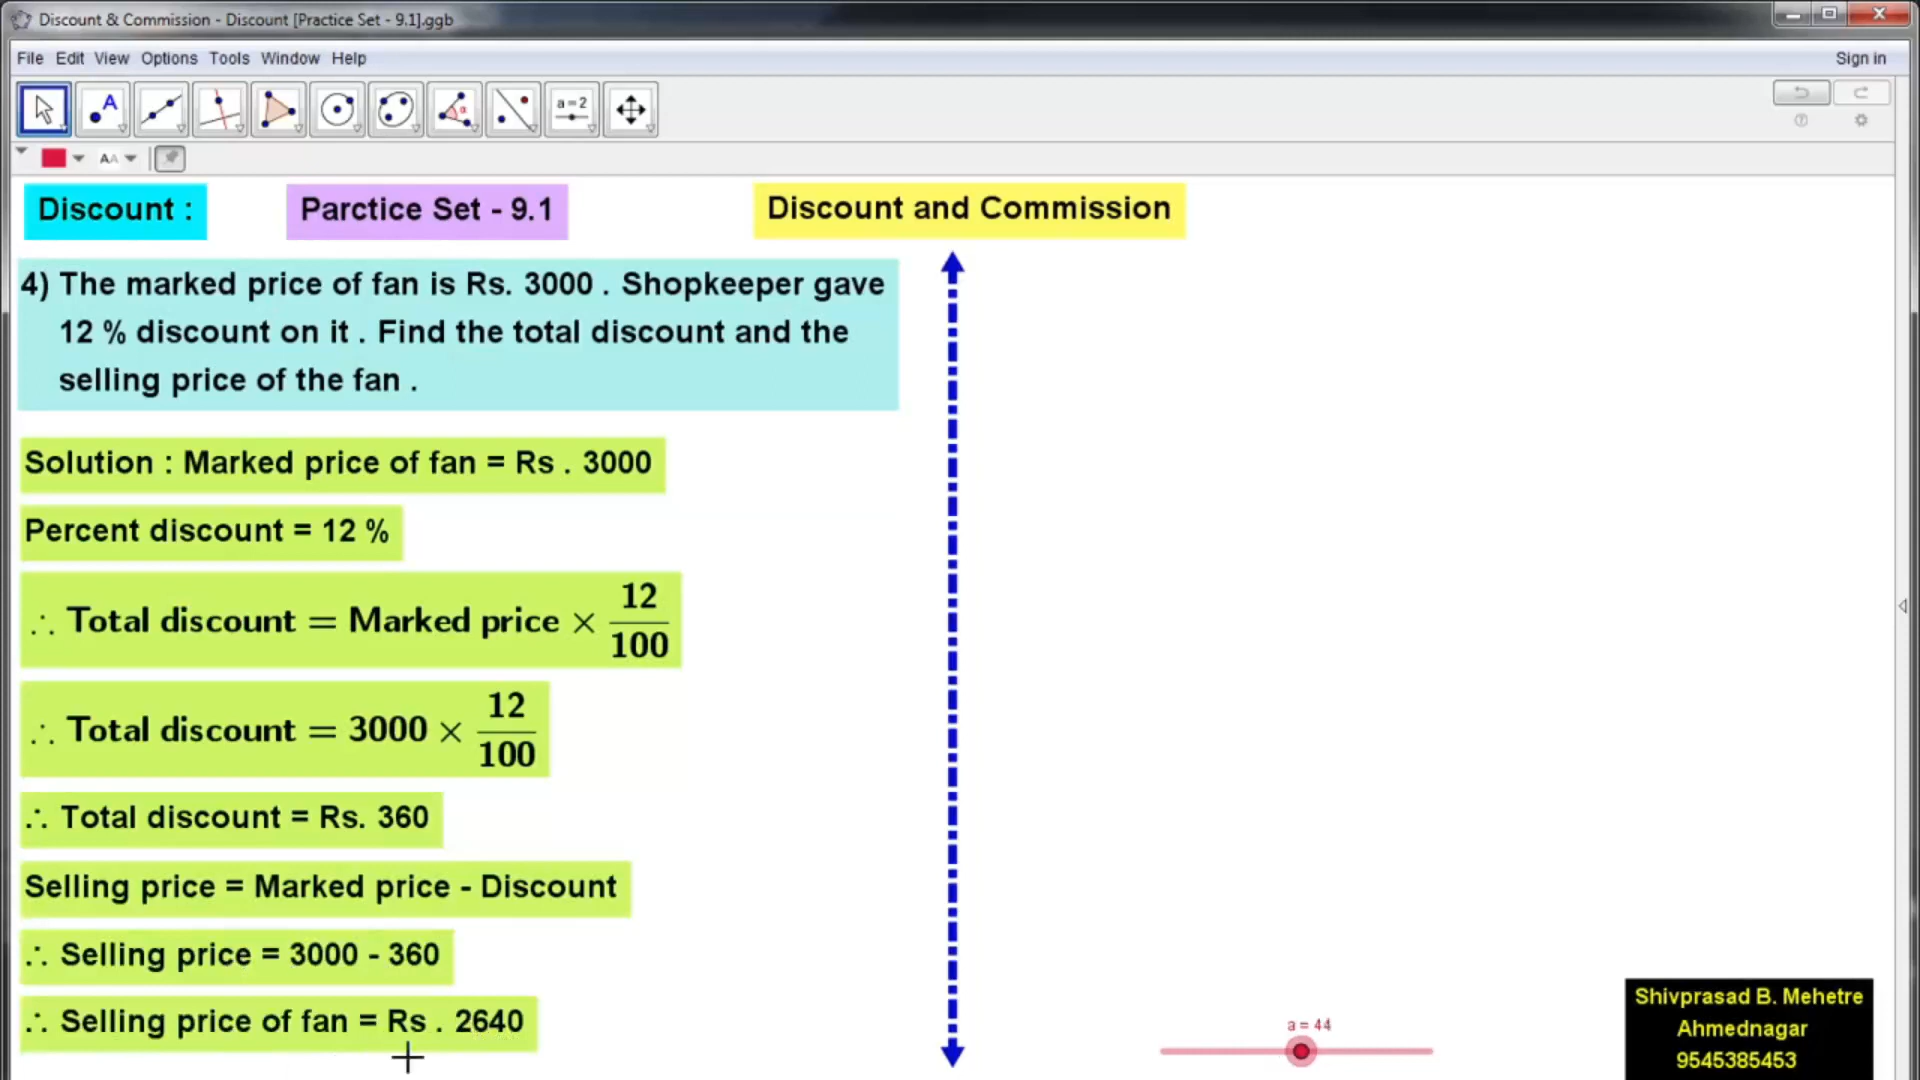 Discount & Commission - Discount [Practice Set - 9.1].ggb
File Edit View Options Tools Window Help
Sign in
A
α
a = 2
AA
Discount :
Parctice Set - 9.1
Discount and Commission
4) The marked price of fan is Rs. 3000 . Shopkeeper gave
12 % discount on it . Find the total discount and the
selling price of the fan .
Solution : Marked price of fan = Rs . 3000
Percent discount = 12 %
∴ Total discount = Marked price × 12/100
∴ Total discount = 3000 × 12/100
∴ Total discount = Rs. 360
Selling price = Marked price - Discount
∴ Selling price = 3000 - 360
∴ Selling price of fan = Rs . 2640
a = 44
Shivprasad B. Mehetre
Ahmednagar
9545385453